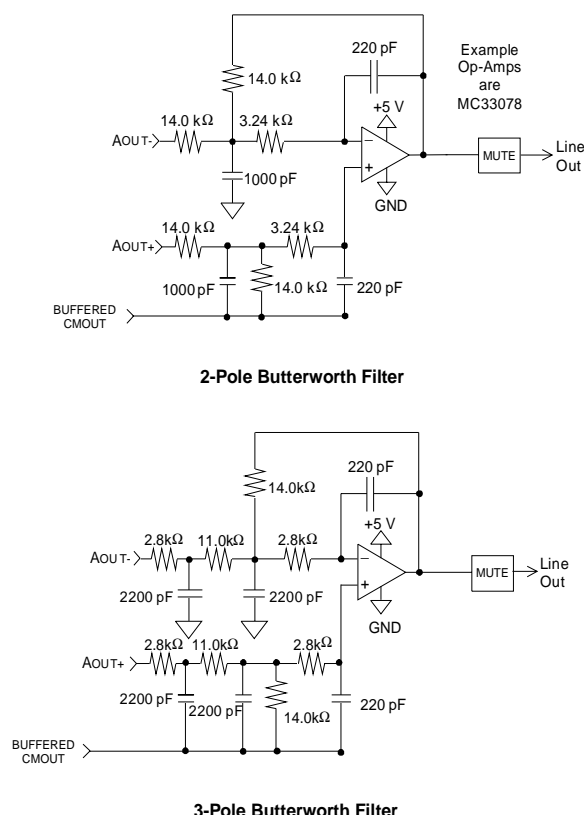 220 pF
Example
Op-Amps
are
MC33078
14.0 kΩ
+5 V
14.0 kΩ
3.24 kΩ
AOUT-
−
+
MUTE
Line
Out
1000 pF
GND
14.0 kΩ
3.24 kΩ
AOUT+
1000 pF
14.0 kΩ
220 pF
BUFFERED
CMOUT
2-Pole Butterworth Filter
220 pF
14.0kΩ
+5 V
2.8kΩ
11.0kΩ
2.8kΩ
AOUT-
−
+
MUTE
Line
Out
2200 pF
2200 pF
GND
2.8kΩ
11.0kΩ
2.8kΩ
AOUT+
2200 pF
2200 pF
14.0kΩ
220 pF
BUFFERED
CMOUT
3-Pole Butterworth Filter